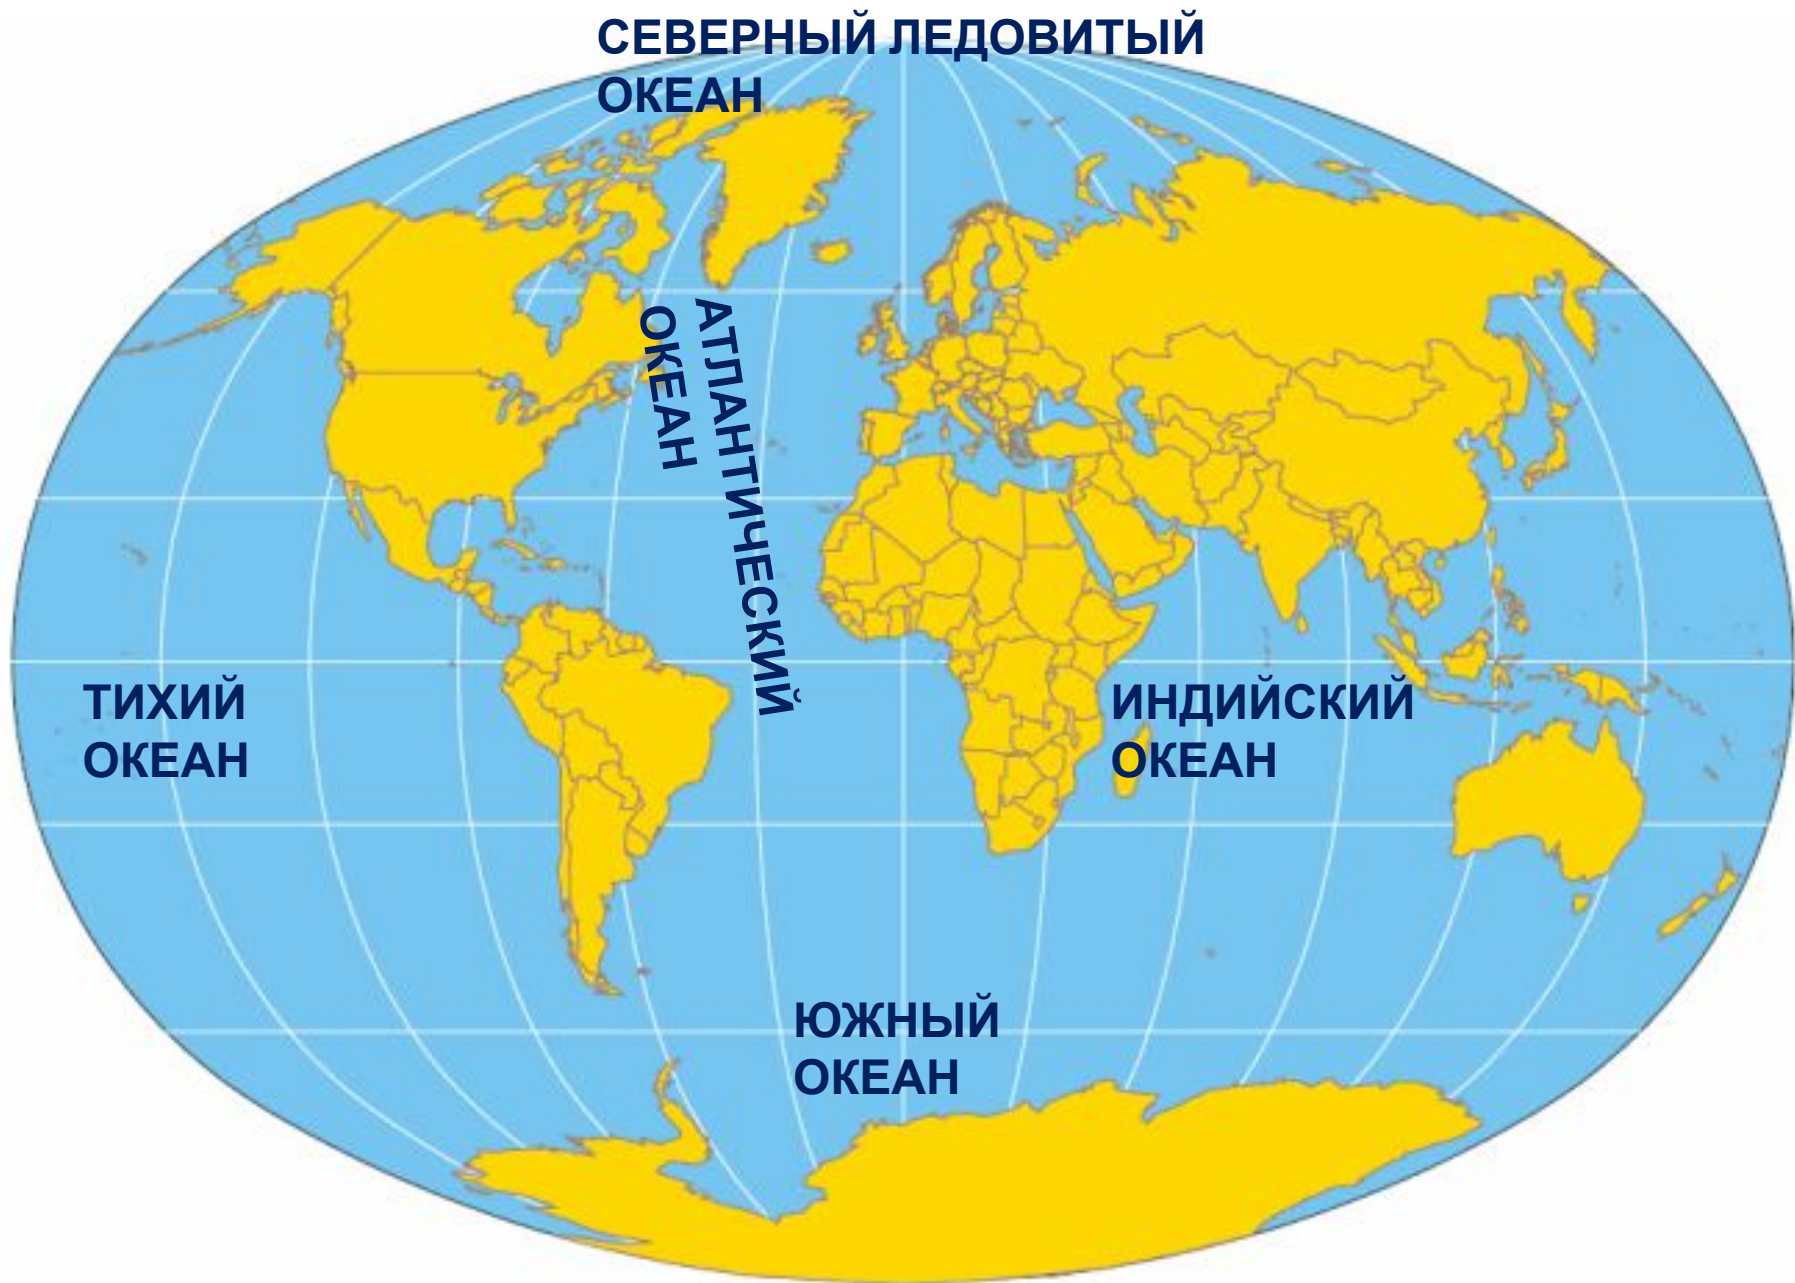 СЕВЕРНЫЙ ЛЕДОВИТЫЙ
ОКЕАН
АТЛАНТИЧЕСКИЙ
ОКЕАН
ТИХИЙ
ОКЕАН
ИНДИЙСКИЙ
ОКЕАН
ЮЖНЫЙ
ОКЕАН